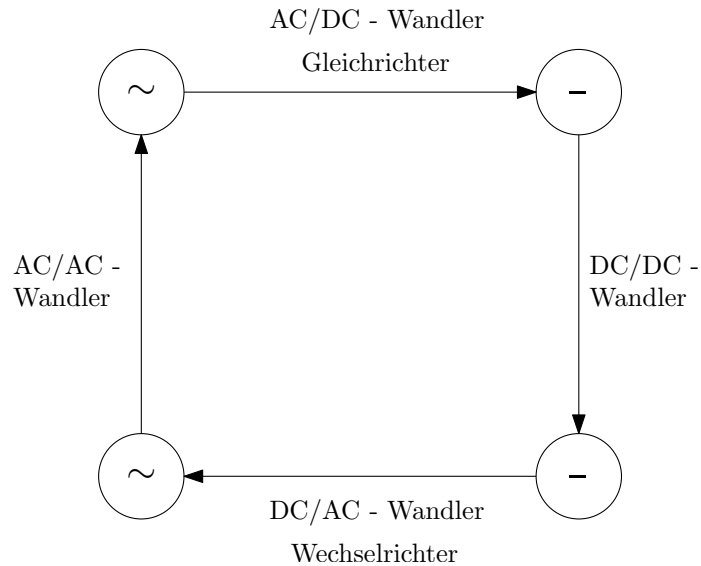 AC/DC - Wandler
Gleichrichter
~
–
AC/AC -
Wandler
DC/DC -
Wandler
~
–
DC/AC - Wandler
Wechselrichter